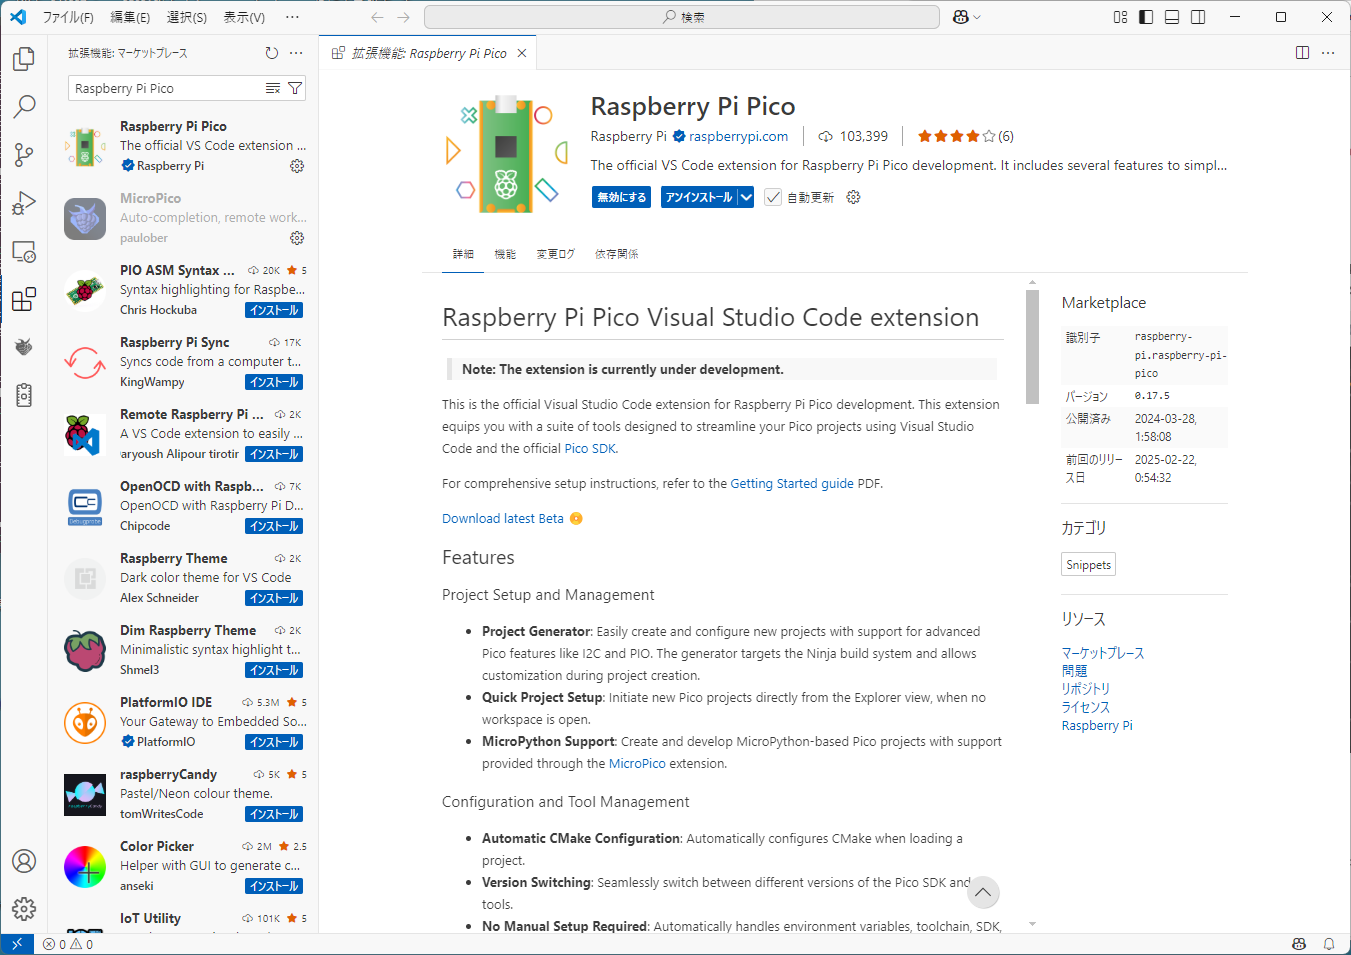 ファイル(F) 編集(E) 選択(S) 表示(V) … 検索
拡張機能: マーケットプレース
Raspberry Pi Pico
Raspberry Pi Pico
The official VS Code extension ...
Raspberry Pi
MicroPico
Auto-completion, remote work...
paulober
PIO ASM Syntax ... 20K 5
Syntax highlighting for Raspbe...
Chris Hockuba インストール
Raspberry Pi Sync 17K
Syncs code from a computer t...
KingWampy インストール
Remote Raspberry Pi ... 2K
A VS Code extension to easily ...
aryoush Alipour tirotir インストール
OpenOCD with Raspb... 7K
OpenOCD with Raspberry Pi D...
Chipcode インストール
Raspberry Theme 2K
Dark color theme for VS Code
Alex Schneider インストール
Dim Raspberry Theme 2K
Minimalistic syntax highlight t...
Shmel3 インストール
PlatformIO IDE 5.3M 5
Your Gateway to Embedded So...
PlatformIO インストール
raspberryCandy 5K 5
Pastel/Neon colour theme.
tomWritesCode インストール
Color Picker 2M 2.5
Helper with GUI to generate c...
anseki インストール
IoT Utility 101K 5
拡張機能: Raspberry Pi Pico
Raspberry Pi Pico
Raspberry Pi raspberrypi.com 103,399 (6)
The official VS Code extension for Raspberry Pi Pico development. It includes several features to simpl...
無効にする アンインストール 自動更新
詳細 機能 変更ログ 依存関係
Raspberry Pi Pico Visual Studio Code extension
Note: The extension is currently under development.
This is the official Visual Studio Code extension for Raspberry Pi Pico development. This extension
equips you with a suite of tools designed to streamline your Pico projects using Visual Studio
Code and the official Pico SDK.
For comprehensive setup instructions, refer to the Getting Started guide PDF.
Download latest Beta
Features
Project Setup and Management
• Project Generator: Easily create and configure new projects with support for advanced
Pico features like I2C and PIO. The generator targets the Ninja build system and allows
customization during project creation.
• Quick Project Setup: Initiate new Pico projects directly from the Explorer view, when no
workspace is open.
• MicroPython Support: Create and develop MicroPython-based Pico projects with support
provided through the MicroPico extension.
Configuration and Tool Management
• Automatic CMake Configuration: Automatically configures CMake when loading a
project.
• Version Switching: Seamlessly switch between different versions of the Pico SDK and
tools.
• No Manual Setup Required: Automatically handles environment variables, toolchain, SDK,
Marketplace
識別子 raspberry-
pi.raspberry-pi-
pico
バージョン 0.17.5
公開済み 2024-03-28,
1:58:08
前回のリリー 2025-02-22,
ス日 0:54:32
カテゴリ
Snippets
リソース
マーケットプレース
問題
リポジトリ
ライセンス
Raspberry Pi
0 0